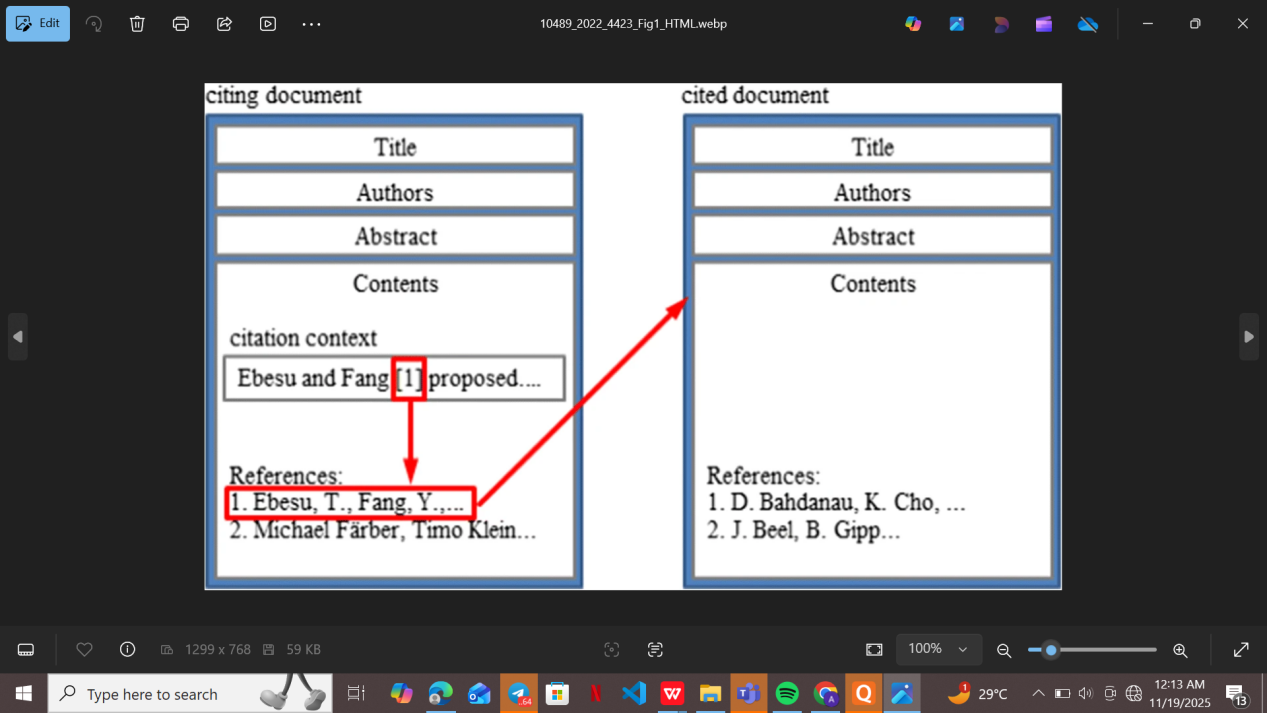 Edit
10489_2022_4423_Fig1_HTML.webp
citing document
Title
Authors
Abstract
Contents
citation context
Ebesu and Fang [1] proposed....
References:
1. Ebesu, T., Fang, Y.,...
2. Michael Färber, Timo Klein...
cited document
Title
Authors
Abstract
Contents
References:
1. D. Bahdanau, K. Cho, ...
2. J. Beel, B. Gipp...
1299 x 768
59 KB
100%
Type here to search
..64
W
Q
1
29°C
12:13 AM
11/19/2025
13